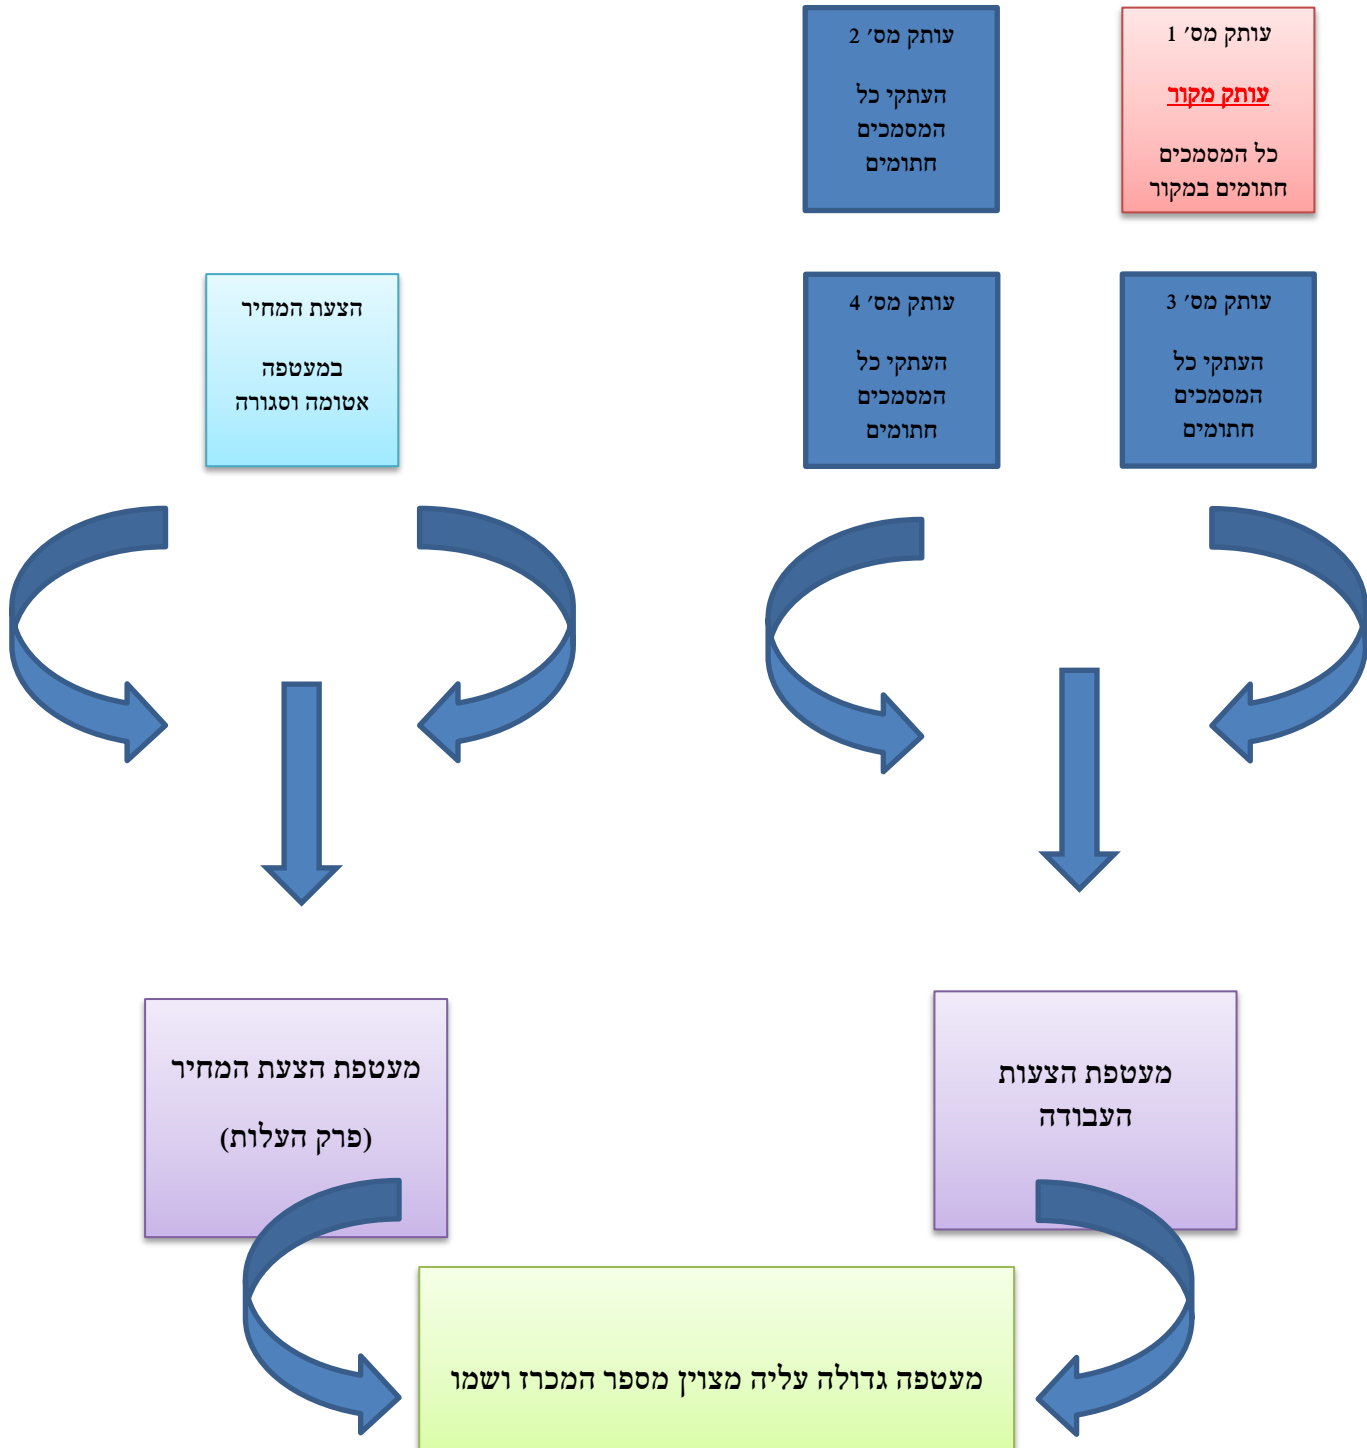 עותק מס׳ 1
עותק מקור
כל המסמכים
חתומים במקור
עותק מס׳ 2
העתקי כל
המסמכים
חתומים
עותק מס׳ 3
העתקי כל
המסמכים
חתומים
עותק מס׳ 4
העתקי כל
המסמכים
חתומים
הצעת המחיר
במעטפה
אטומה וסגורה
מעטפת הצעות
העבודה
מעטפת הצעת המחיר
(פרק העלות)
מעטפה גדולה עליה מצוין מספר המכרז ושמו